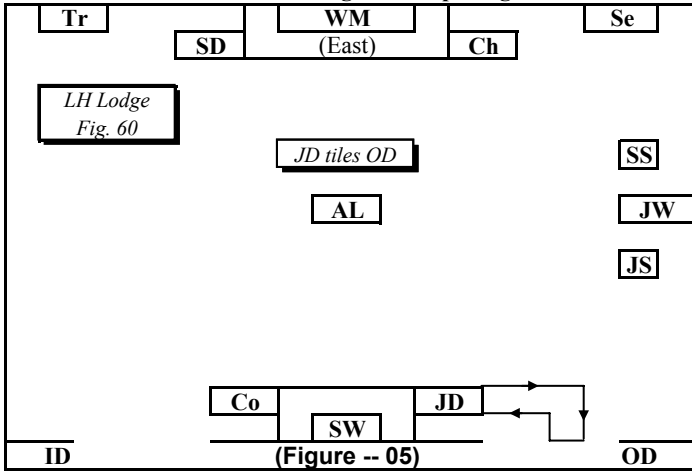 Tr WM Se
SD (East) Ch
LH Lodge
Fig. 60
JD tiles OD
SS
AL JW
JS
Co JD
SW
ID (Figure -- 05) OD